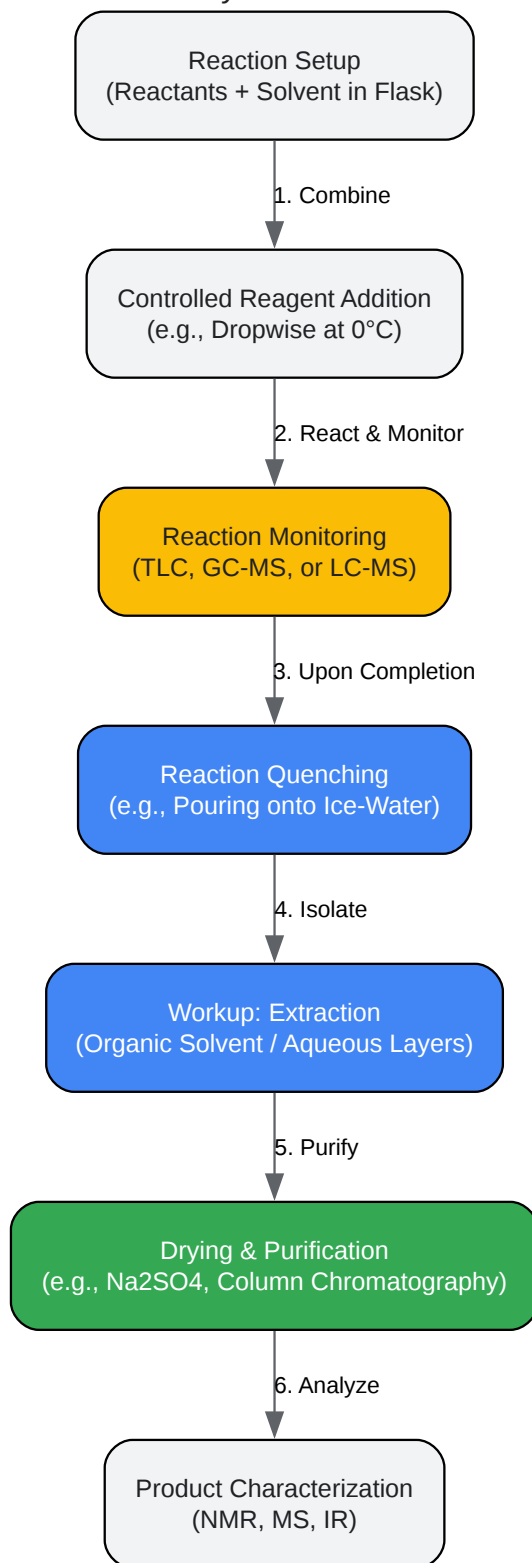 Reaction Setup
(Reactants + Solvent in Flask)
1. Combine
Controlled Reagent Addition
(e.g., Dropwise at 0°C)
2. React & Monitor
Reaction Monitoring
(TLC, GC-MS, or LC-MS)
3. Upon Completion
Reaction Quenching
(e.g., Pouring onto Ice-Water)
4. Isolate
Workup: Extraction
(Organic Solvent / Aqueous Layers)
5. Purify
Drying & Purification
(e.g., Na2SO4, Column Chromatography)
6. Analyze
Product Characterization
(NMR, MS, IR)